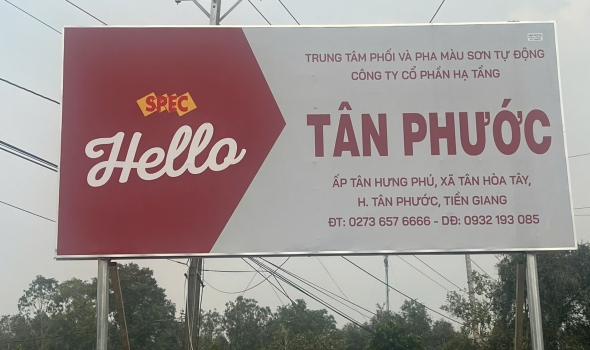 SPEC
Hello
TRUNG TÂM PHỐI VÀ PHA MÀU SƠN TỰ ĐỘNG
CÔNG TY CỔ PHẦN HẠ TẦNG
TÂN PHƯỚC
ẤP TÂN HƯNG PHÚ, XÃ TÂN HÒA TÂY,
H. TÂN PHƯỚC, TIỀN GIANG
ĐT: 0273 657 6666 - DĐ: 0932 193 085